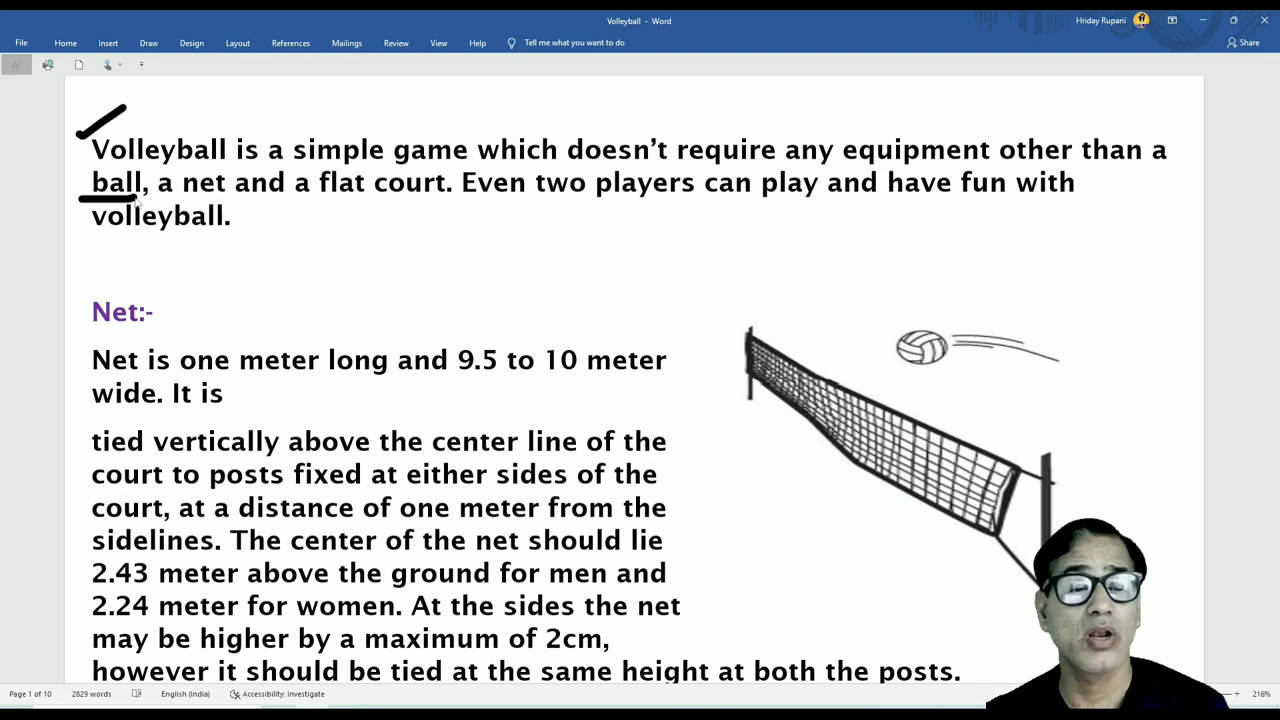 Volleyball - Word
Hriday Rupani
File Home Insert Draw Design Layout References Mailings Review View Help Tell me what you want to do Share
Volleyball is a simple game which doesn't require any equipment other than a
ball, a net and a flat court. Even two players can play and have fun with
volleyball.
Net:-
Net is one meter long and 9.5 to 10 meter
wide. It is
tied vertically above the center line of the
court to posts fixed at either sides of the
court, at a distance of one meter from the
sidelines. The center of the net should lie
2.43 meter above the ground for men and
2.24 meter for women. At the sides the net
may be higher by a maximum of 2cm,
however it should be tied at the same height at both the posts.
Page 1 of 10 2829 words English (India) Accessibility: Investigate 216%